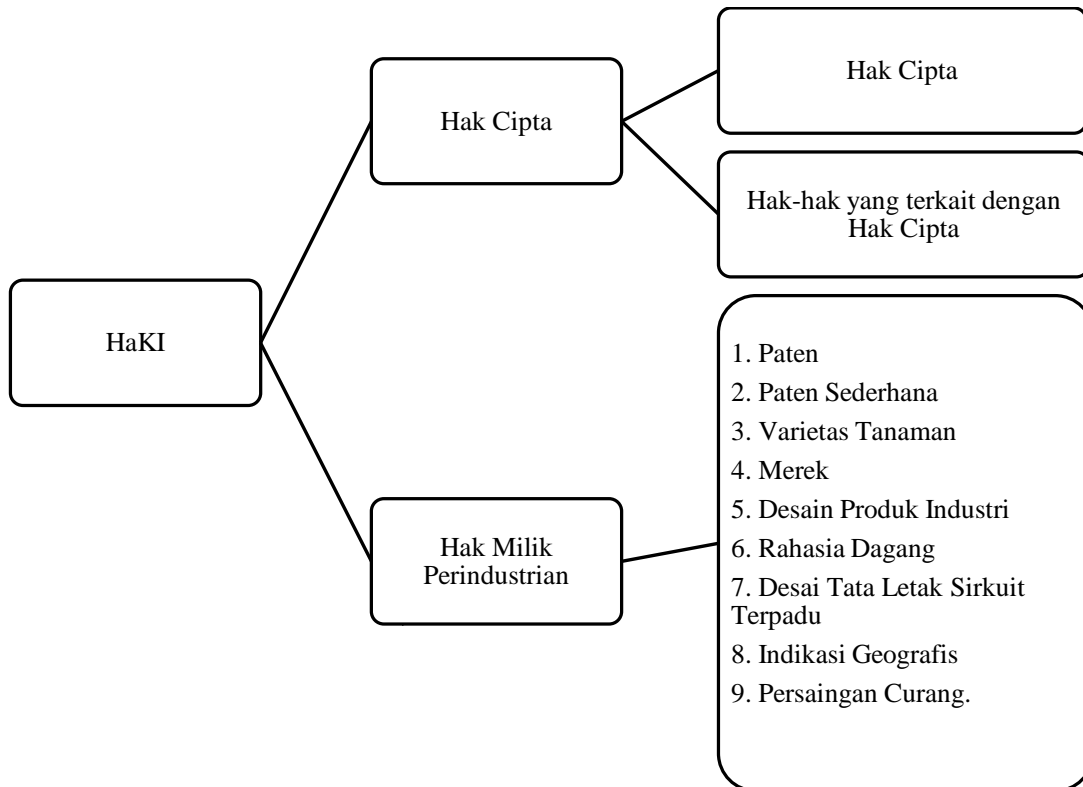 HaKI
Hak Cipta
Hak Cipta
Hak-hak yang terkait dengan
Hak Cipta
Hak Milik
Perindustrian
1. Paten
2. Paten Sederhana
3. Varietas Tanaman
4. Merek
5. Desain Produk Industri
6. Rahasia Dagang
7. Desai Tata Letak Sirkuit
Terpadu
8. Indikasi Geografis
9. Persaingan Curang.